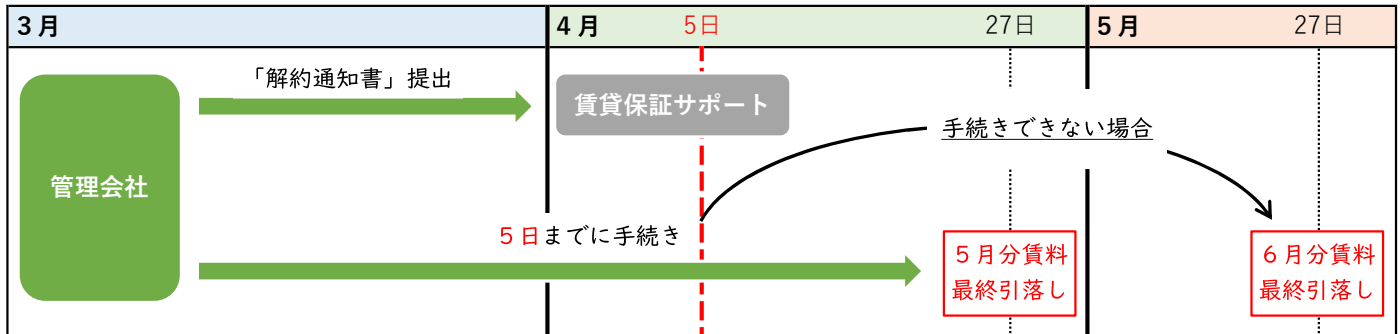 3月
4月
5日
27日
5月
27日
「解約通知書」提出
賃貸保証サポート
手続きできない場合
管理会社
5日までに手続き
5月分賃料
最終引落し
6月分賃料
最終引落し